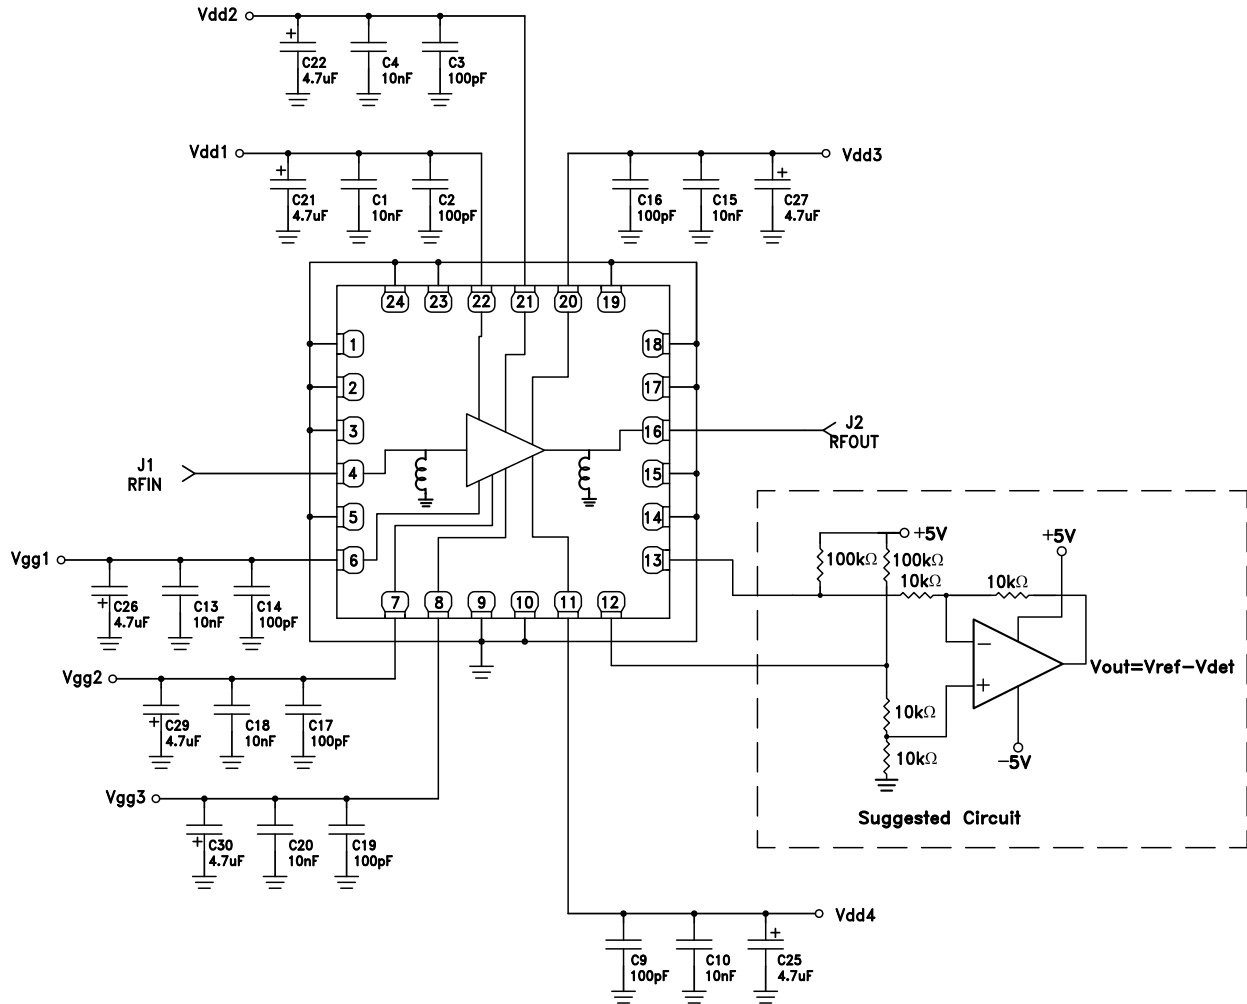 Vdd2
+
C22
4.7uF
C4
10nF
C3
100pF
Vdd1
+
C21
4.7uF
C1
10nF
C2
100pF
Vdd3
C16
100pF
C15
10nF
+
C27
4.7uF
24
23
22
21
20
19
1
2
3
4
5
6
18
17
16
15
14
13
7
8
9
10
11
12
J1
RFIN
J2
RFOUT
Vgg1
+
C26
4.7uF
C13
10nF
C14
100pF
Vgg2
+
C29
4.7uF
C18
10nF
C17
100pF
Vgg3
+
C30
4.7uF
C20
10nF
C19
100pF
+5V
+5V
100kΩ
100kΩ
10kΩ
10kΩ
−
+
Vout=Vref−Vdet
10kΩ
10kΩ
−5V
Suggested Circuit
Vdd4
C9
100pF
C10
10nF
+
C25
4.7uF